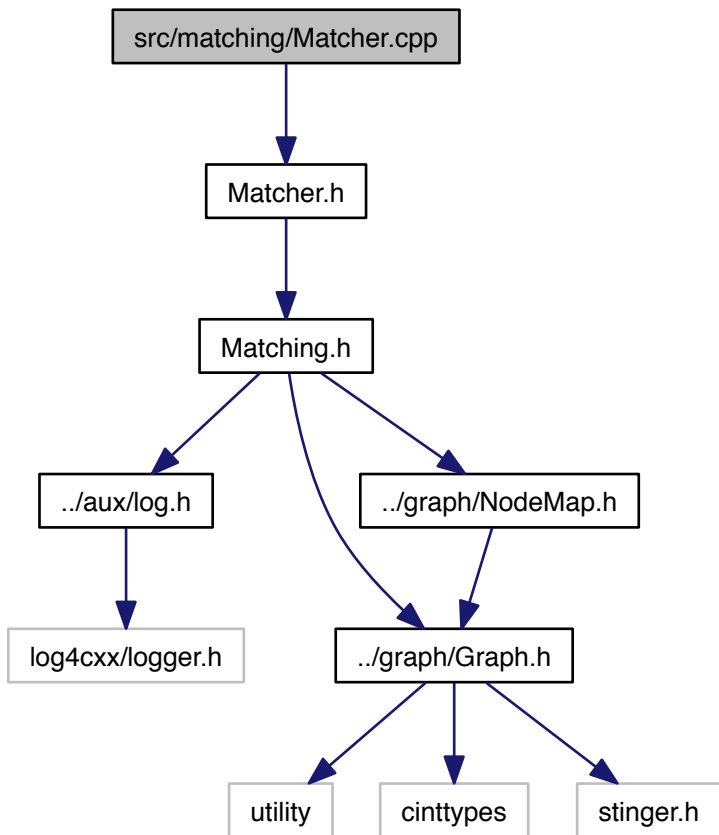 src/matching/Matcher.cpp
Matcher.h
Matching.h
../aux/log.h
../graph/NodeMap.h
log4cxx/logger.h
../graph/Graph.h
utility
cinttypes
stinger.h